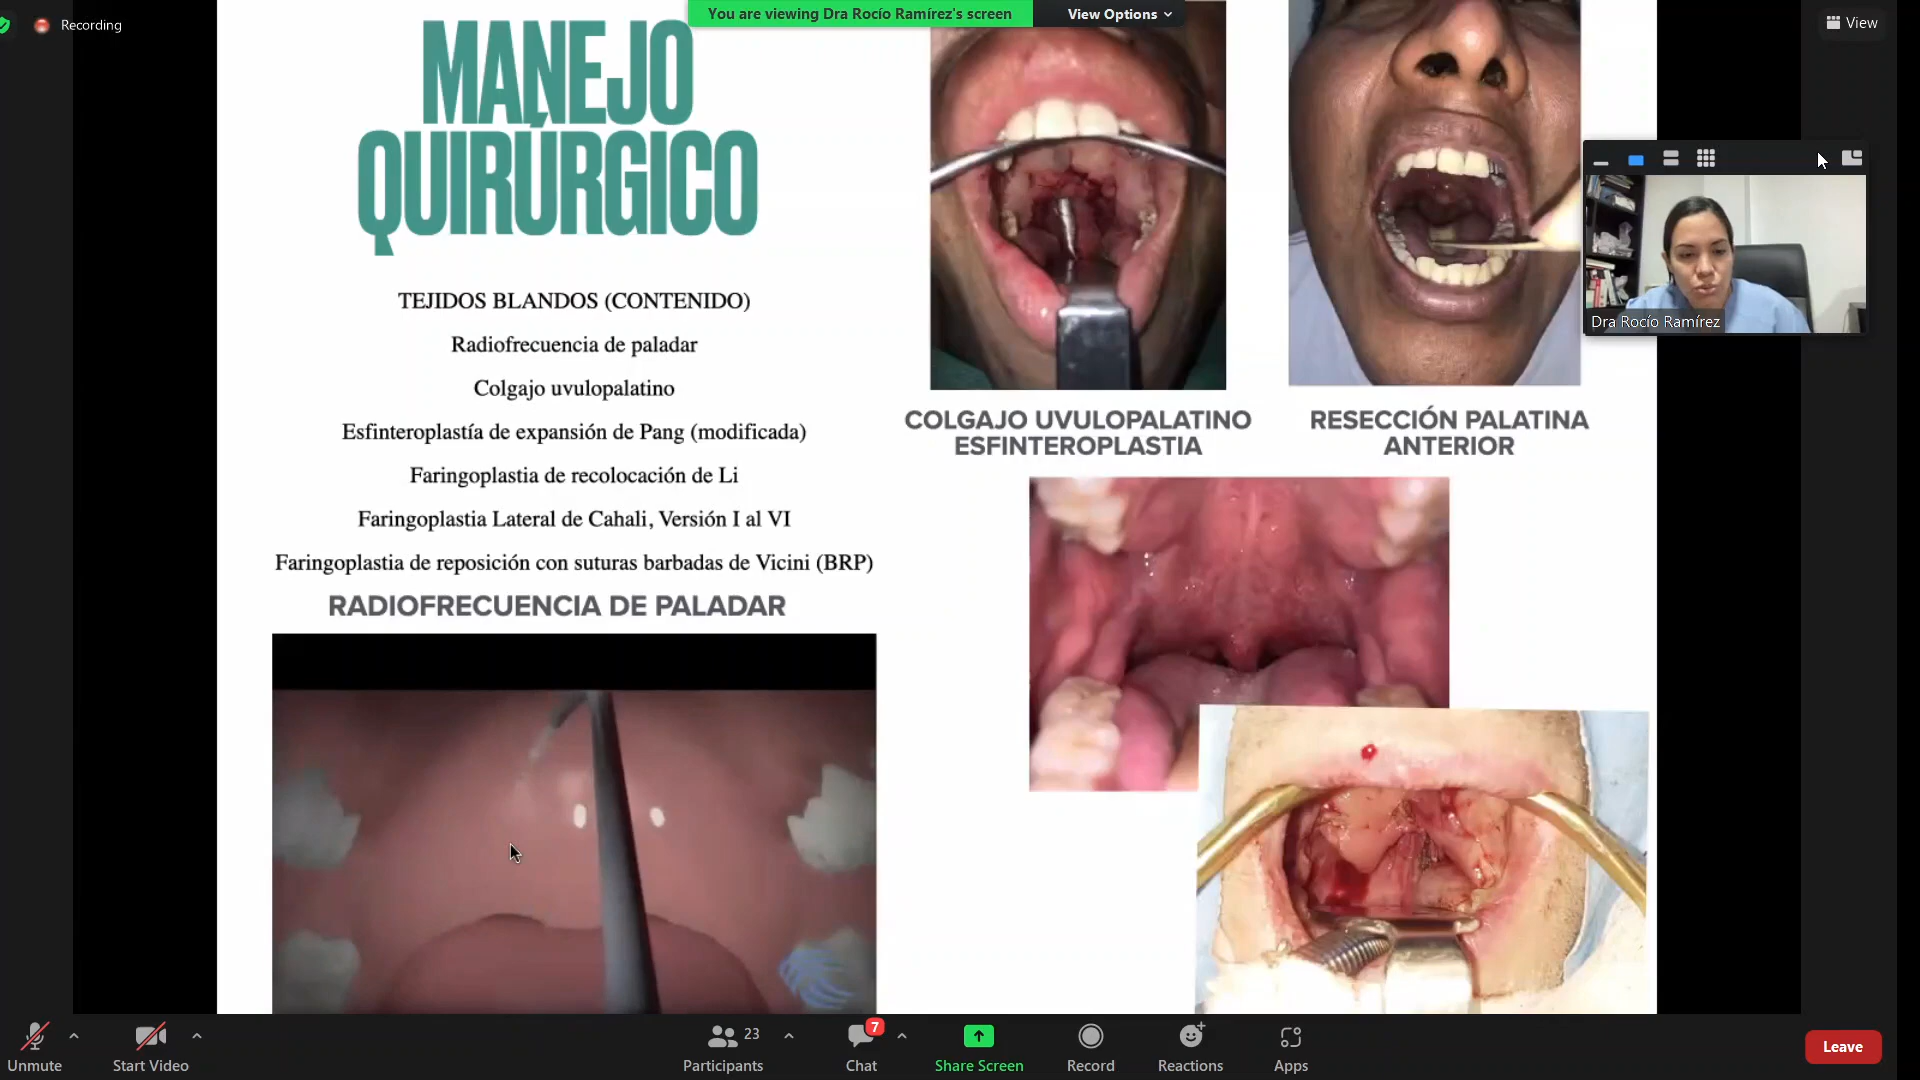 Recording
You are viewing Dra Rocío Ramírez's screen
View Options
View
MANEJO
QUIRÚRGICO
TEJIDOS BLANDOS (CONTENIDO)
Radiofrecuencia de paladar
Colgajo uvulopalatino
Esfinteroplastía de expansión de Pang (modificada)
Faringoplastia de recolocación de Li
Faringoplastia Lateral de Cahali, Versión I al VI
Faringoplastia de reposición con suturas barbadas de Vicini (BRP)
RADIOFRECUENCIA DE PALADAR
COLGAJO UVULOPALATINO
ESFINTEROPLASTIA
RESECCIÓN PALATINA
ANTERIOR
Dra Rocío Ramírez
Unmute
Start Video
23
Participants
7
Chat
Share Screen
Record
Reactions
Apps
Leave